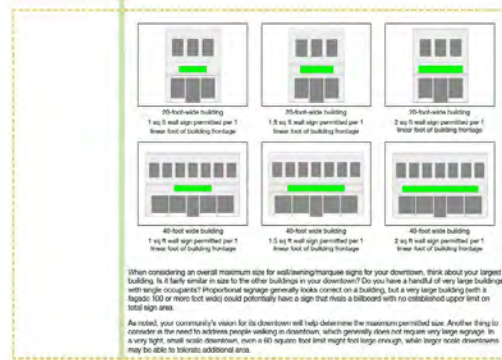 20-foot-wide building
1 sq ft wall sign permitted per 1
linear foot of building frontage
20-foot-wide building
1.5 sq ft wall sign permitted per 1
linear foot of building frontage
20-foot-wide building
2 sq ft wall sign permitted per 1
linear foot of building frontage
40-foot-wide building
1 sq ft wall sign permitted per 1
linear foot of building frontage
40-foot-wide building
1.5 sq ft wall sign permitted per 1
linear foot of building frontage
40-foot-wide building
2 sq ft wall sign permitted per 1
linear foot of building frontage
When considering an overall maximum size for wall/awning/marquee signs for your downtown, think about your largest
building. Is it fairly similar in size to the other buildings in your downtown? Do you have a handful of very large buildings
with single occupants? Proportional signage generally looks correct on a building, but a very large building (with a
façade 100 or more foot wide) could potentially have a sign that rivals a billboard with no established upper limit on
total sign area.
As noted, your community's vision for its downtown will help determine the maximum permitted size. Another thing to
consider is the need to address people walking in downtown, which generally does not require very large signage. In
a very tight, small scale downtown, even a 60 square foot limit might feel large enough, while larger scale downtowns
may be able to tolerate additional area.